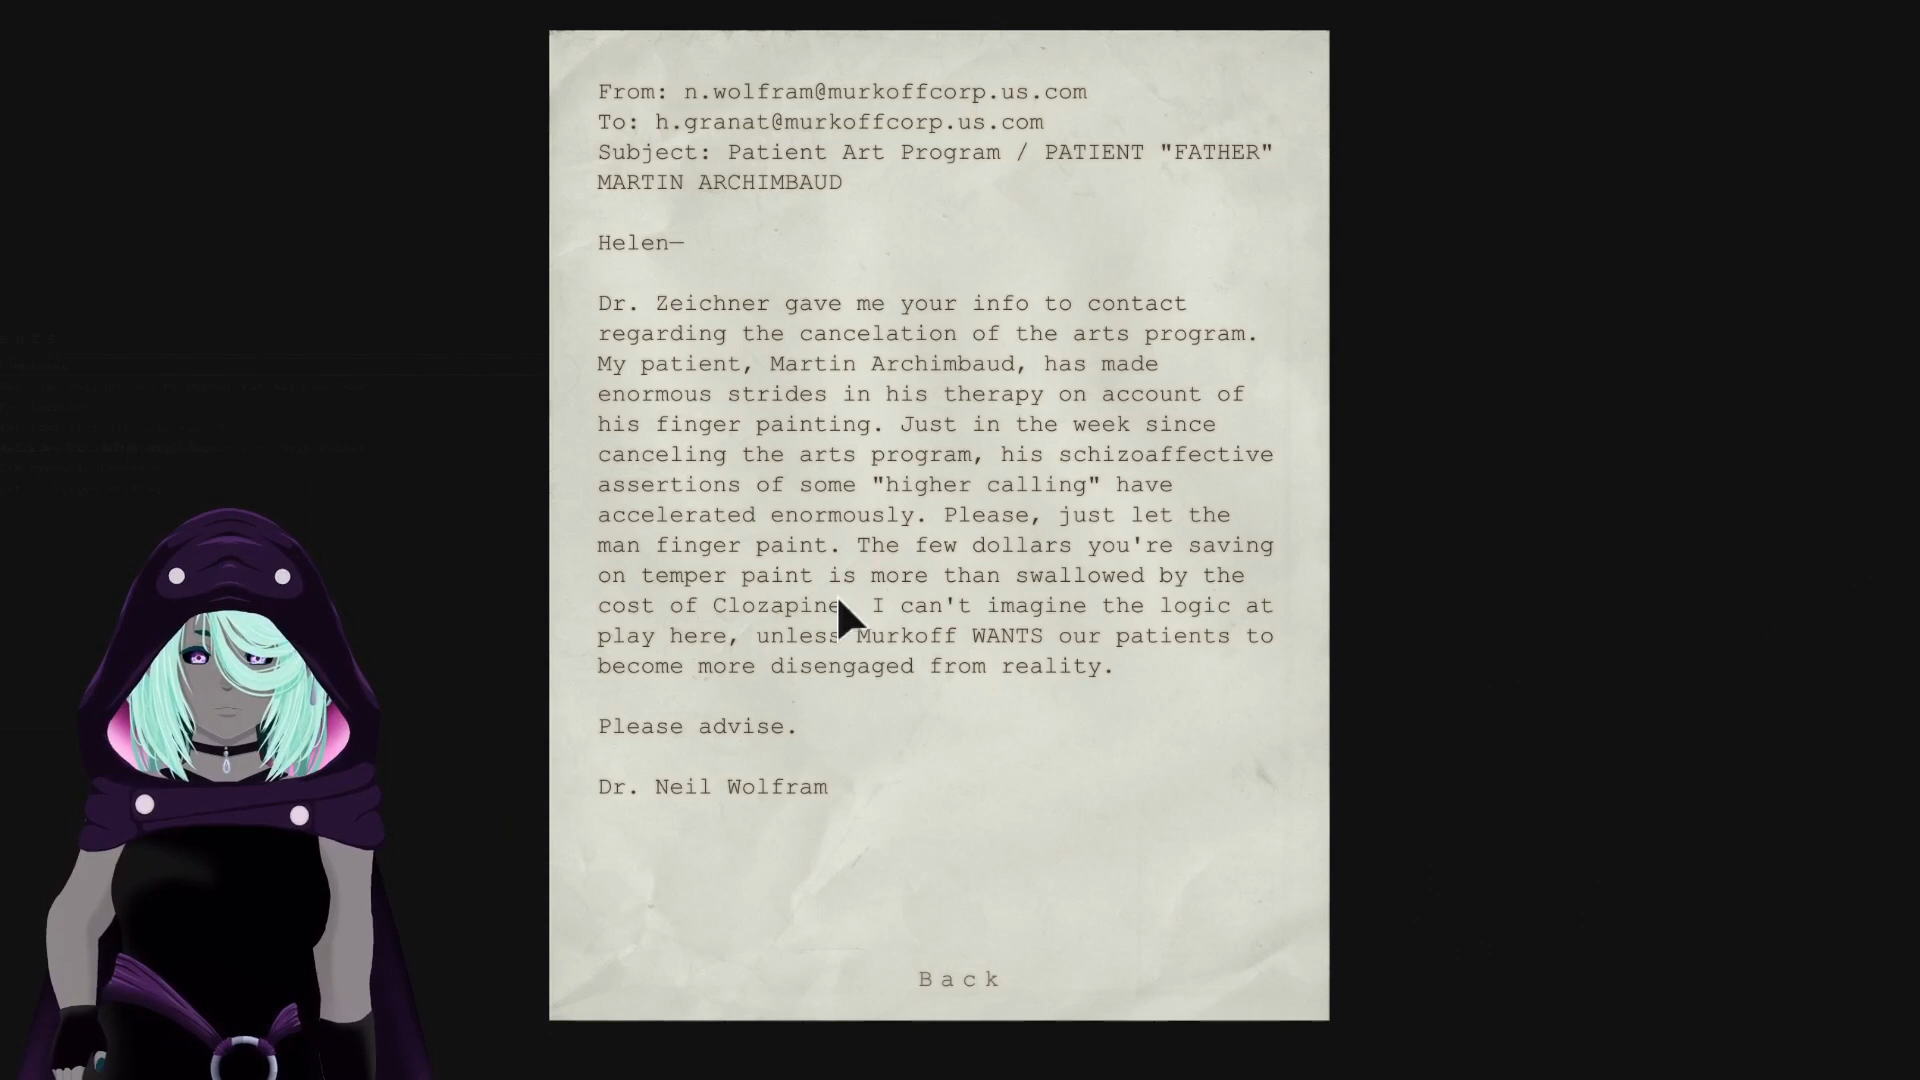 From: n.wolfram@murkoffcorp.us.com
To: h.granat@murkoffcorp.us.com
Subject: Patient Art Program / PATIENT "FATHER"
MARTIN ARCHIMBAUD
Helen—
Dr. Zeichner gave me your info to contact
regarding the cancelation of the arts program.
My patient, Martin Archimbaud, has made
enormous strides in his therapy on account of
his finger painting. Just in the week since
canceling the arts program, his schizoaffective
assertions of some "higher calling" have
accelerated enormously. Please, just let the
man finger paint. The few dollars you're saving
on temper paint is more than swallowed by the
cost of Clozapine. I can't imagine the logic at
play here, unless Murkoff WANTS our patients to
become more disengaged from reality.
Please advise.
Dr. Neil Wolfram
Back